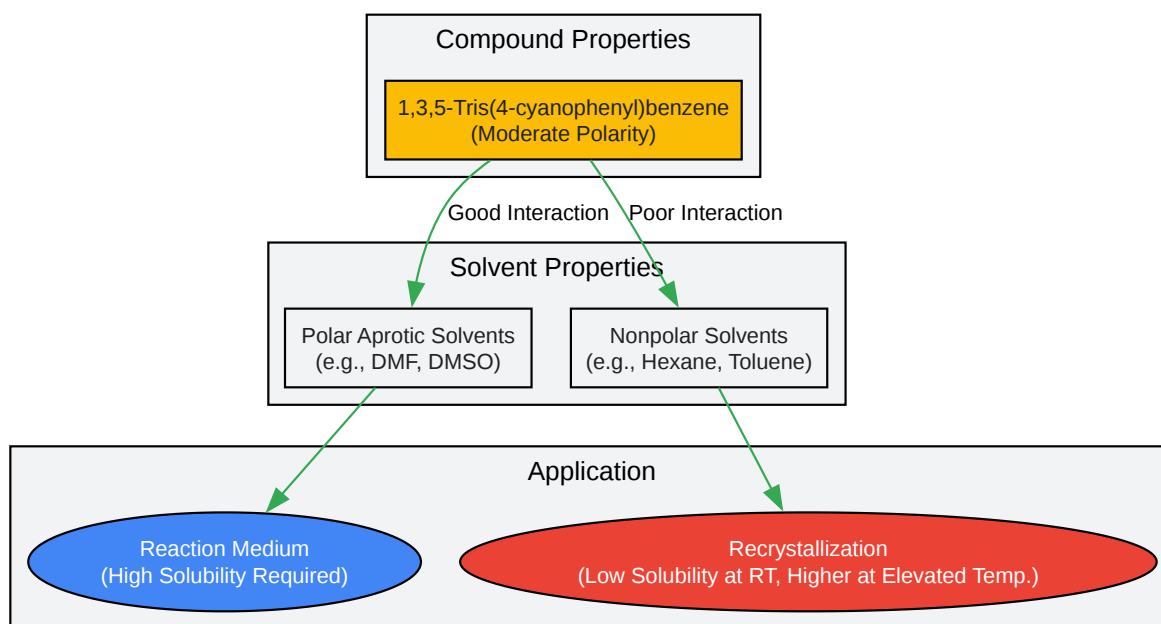 Compound Properties
1,3,5-Tris(4-cyanophenyl)benzene
(Moderate Polarity)
Good Interaction
Poor Interaction
Solvent Properties
Polar Aprotic Solvents
(e.g., DMF, DMSO)
Nonpolar Solvents
(e.g., Hexane, Toluene)
Application
Reaction Medium
(High Solubility Required)
Recrystallization
(Low Solubility at RT, Higher at Elevated Temp.)